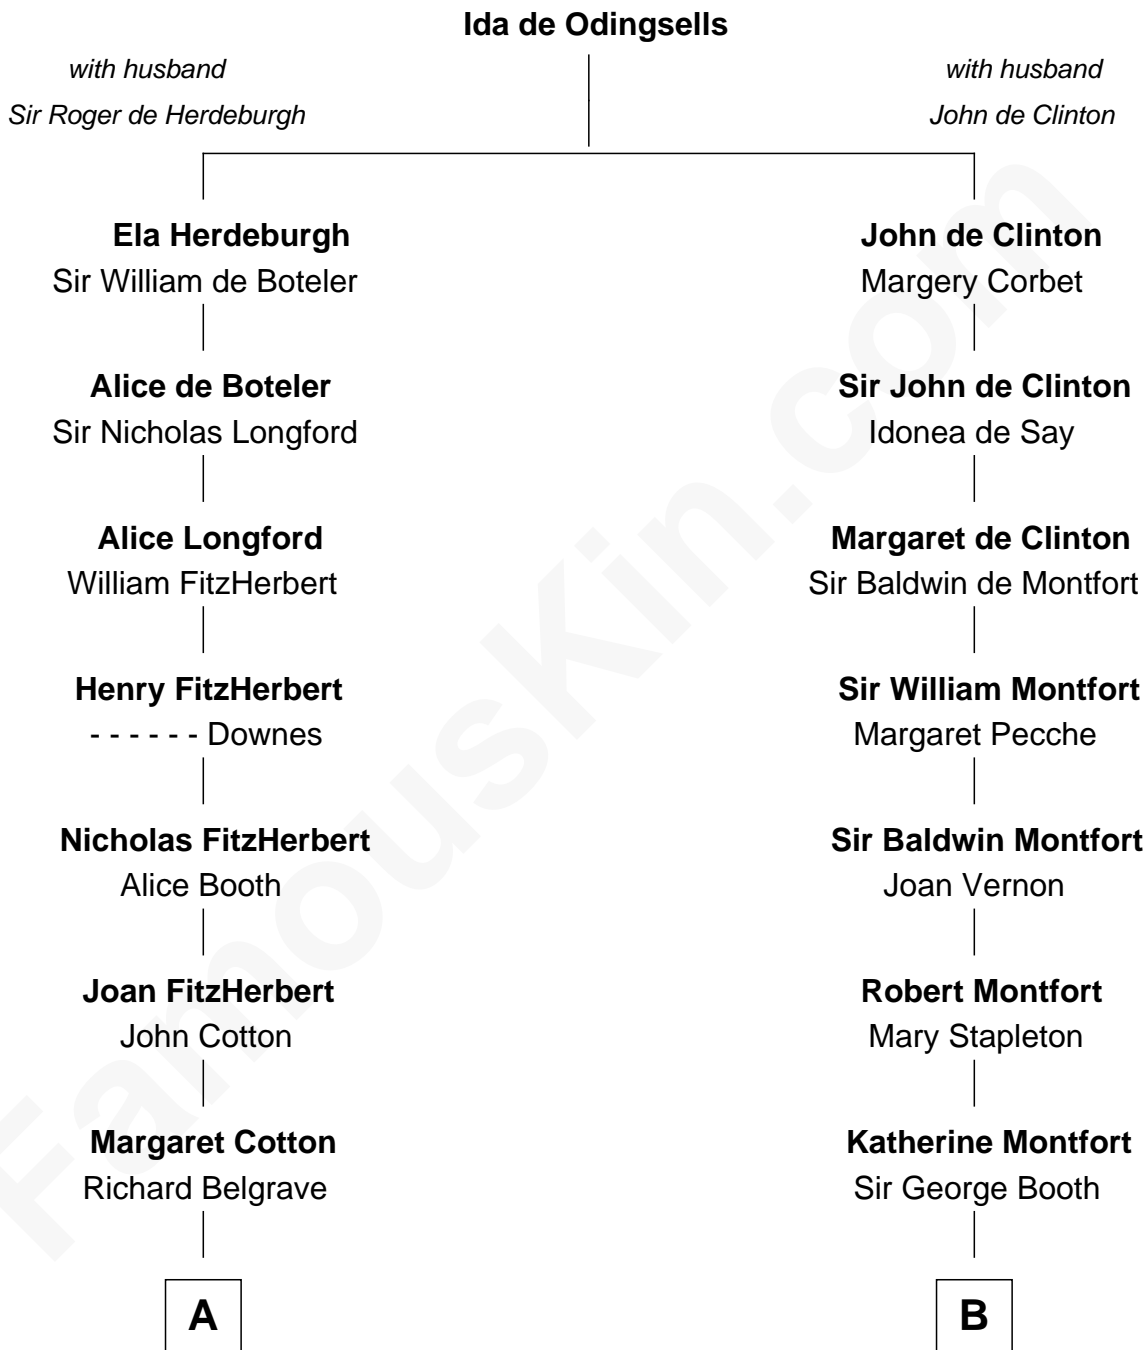 Ida de Odingsells
with husband
Sir Roger de Herdeburgh
with husband
John de Clinton
Ela Herdeburgh
Sir William de Boteler
John de Clinton
Margery Corbet
Alice de Boteler
Sir Nicholas Longford
Sir John de Clinton
Idonea de Say
Alice Longford
William FitzHerbert
Margaret de Clinton
Sir Baldwin de Montfort
Henry FitzHerbert
- - - - - - Downes
Sir William Montfort
Margaret Pecche
Nicholas FitzHerbert
Alice Booth
Sir Baldwin Montfort
Joan Vernon
Joan FitzHerbert
John Cotton
Robert Montfort
Mary Stapleton
Margaret Cotton
Richard Belgrave
Katherine Montfort
Sir George Booth
A
B
FamousKin.com